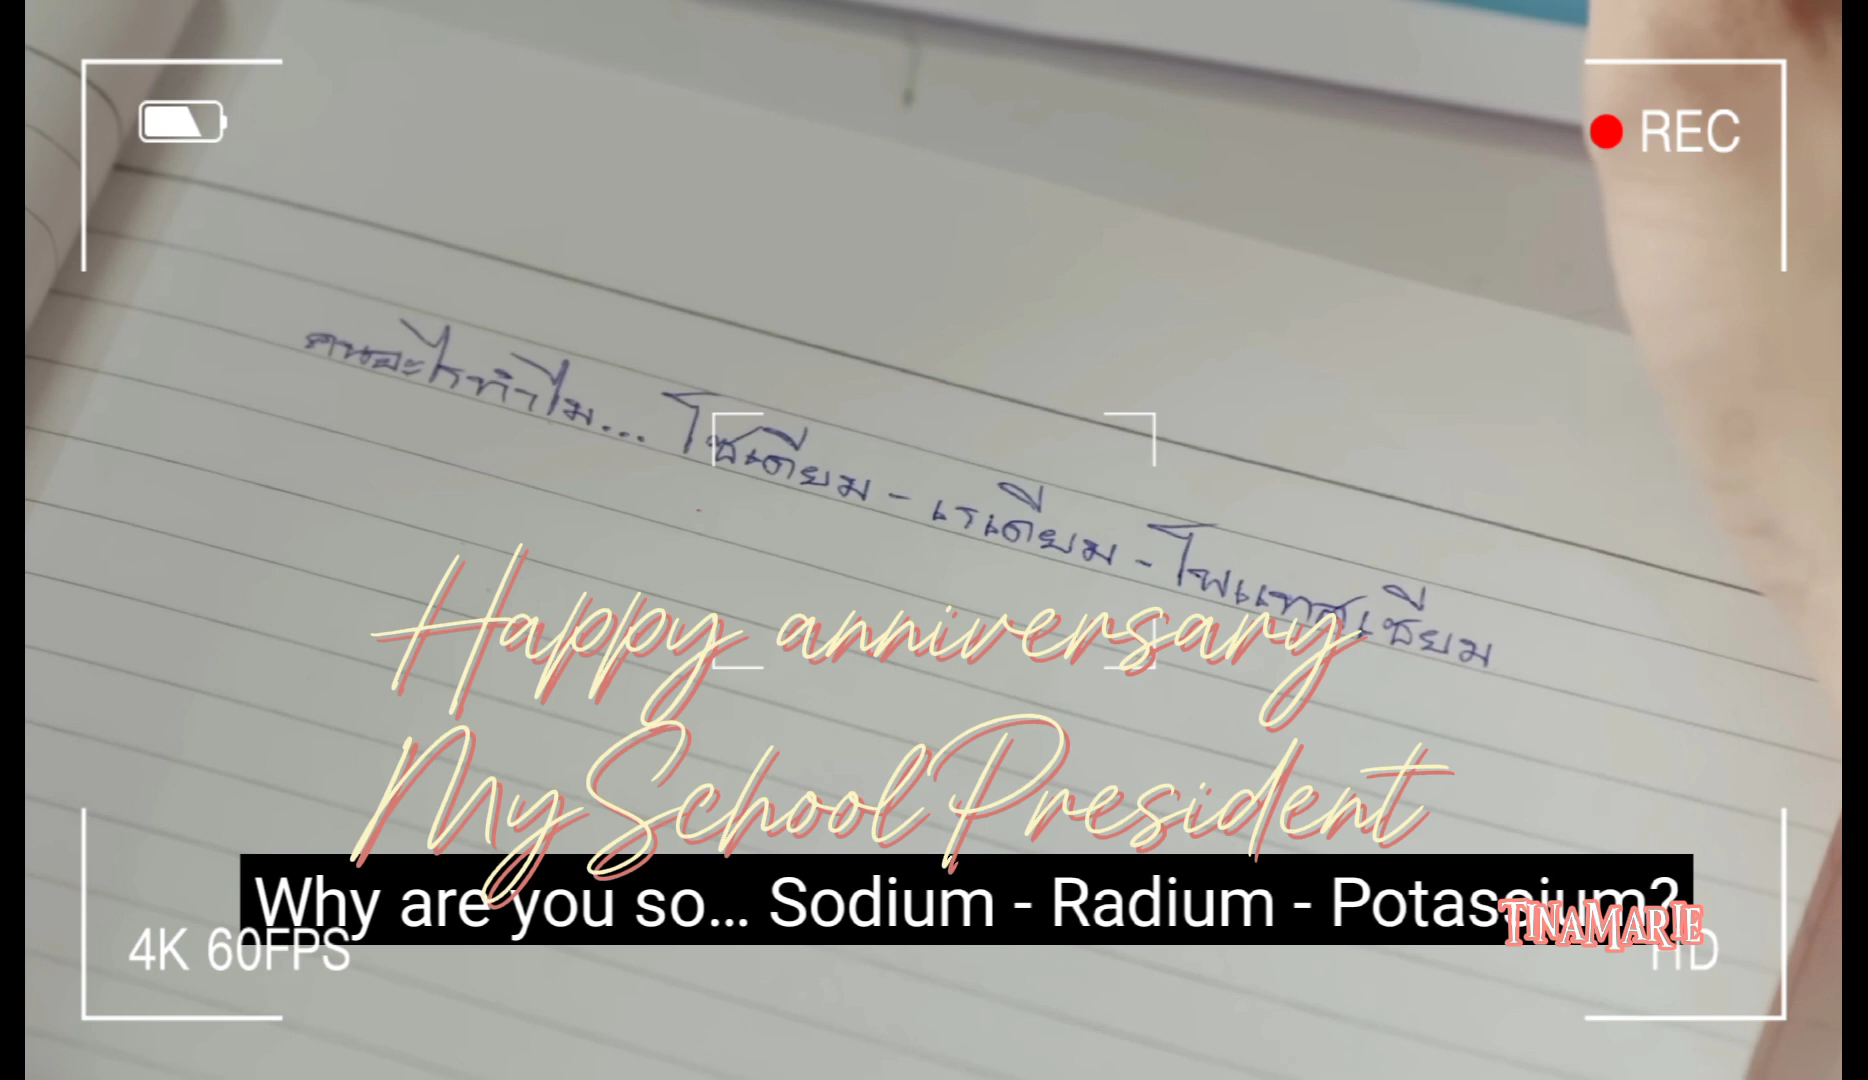 REC
คนอะไรทำไม... โซเดียม - เรเดียม - โพแทสเซียม
Happy anniversary
My School President
Why are you so... Sodium - Radium - Potassium?
TINAMARIE
4K 60FPS
HD